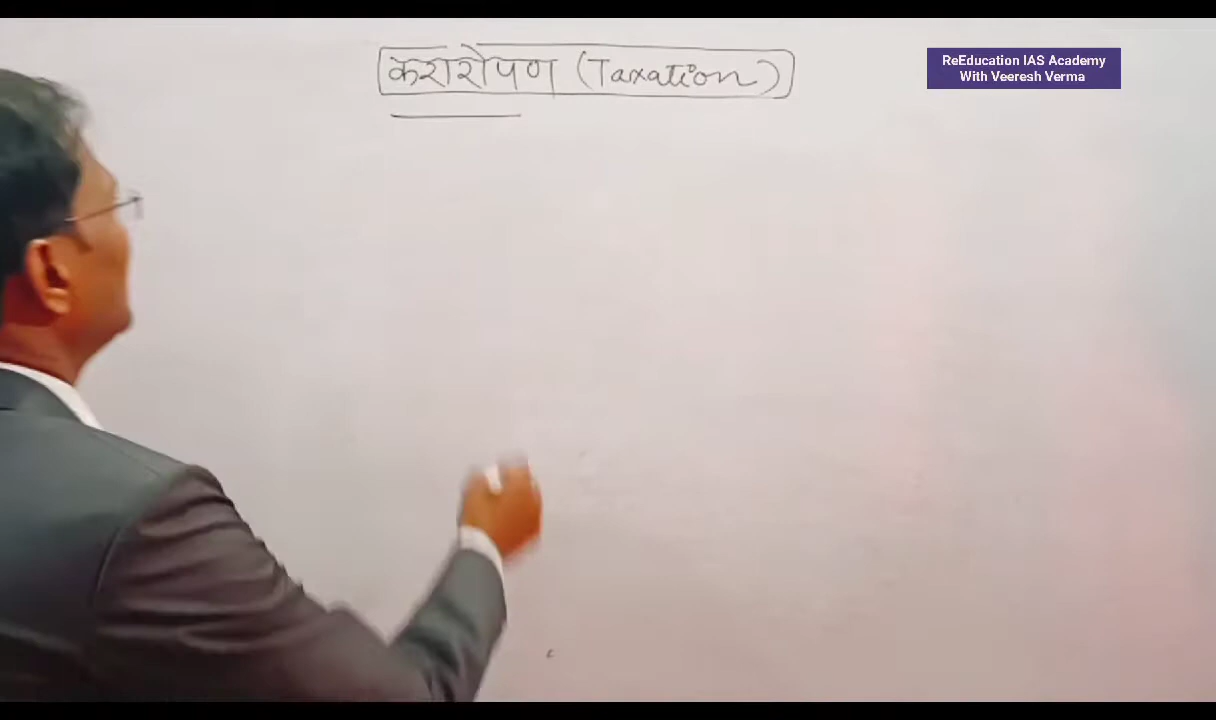 करारोपण (Taxation)
ReEducation IAS Academy
With Veeresh Verma